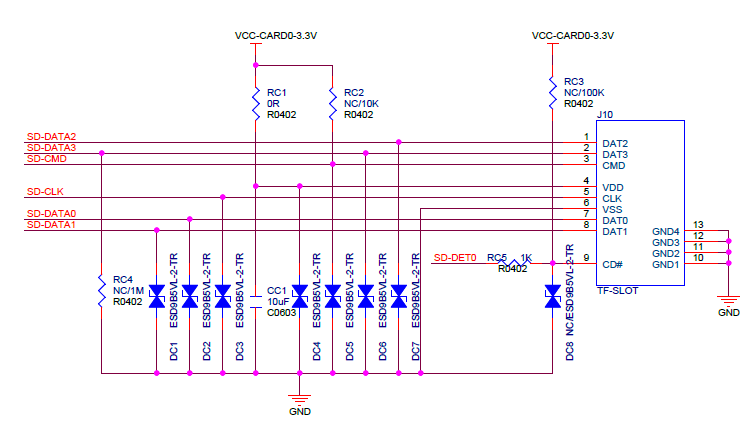 VCC-CARD0-3.3V
VCC-CARD0-3.3V
RC1
0R
R0402
RC2
NC/10K
R0402
RC3
NC/100K
R0402
J10
SD-DATA2
SD-DATA3
SD-CMD
SD-CLK
SD-DATA0
SD-DATA1
1
2
3
4
5
6
7
8
9
DAT2
DAT3
CMD
VDD
CLK
VSS
DAT0
DAT1
CD#
GND4
GND3
GND2
GND1
13
12
11
10
TF-SLOT
GND
SD-DET0
RC5
1K
R0402
RC4
NC/1M
R0402
DC1 ESD9B5VL-2-TR
DC2 ESD9B5VL-2-TR
DC3 ESD9B5VL-2-TR
CC1
10uF
C0603
DC4 ESD9B5VL-2-TR
DC5 ESD9B5VL-2-TR
DC6 ESD9B5VL-2-TR
DC7 ESD9B5VL-2-TR
DC8 NC/ESD9B5VL-2-TR
GND